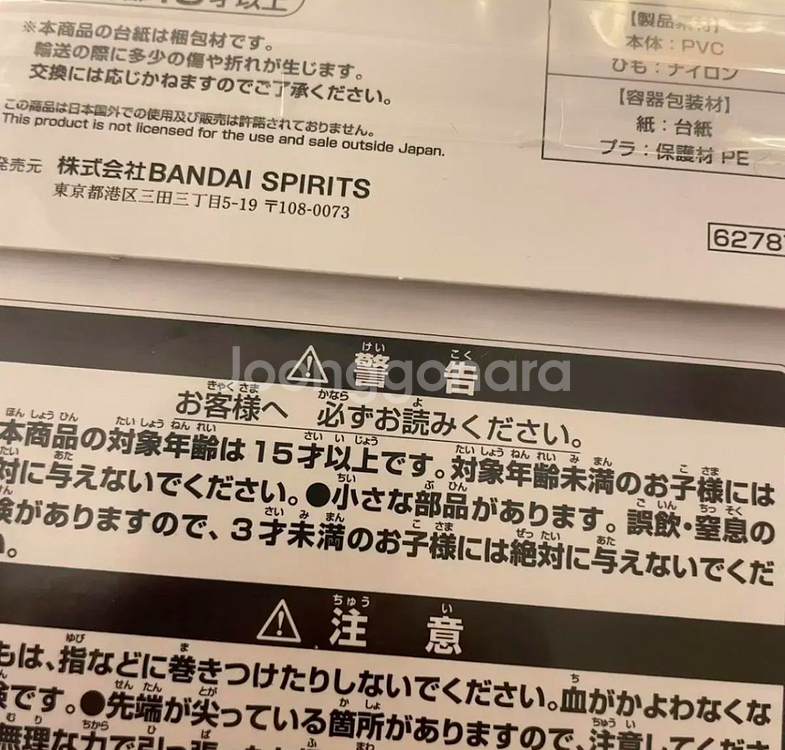 才以上
※本商品の台紙は梱包材です。
輸送の際に多少の傷や折れが生じます。
交換には応じかねますのでご了承ください。
この商品は日本国外での使用及び販売は許諾されておりません。
This product is not licensed for the use and sale outside Japan.
発売元 株式会社BANDAI SPIRITS
東京都港区三田三丁目5-19 〒108-0073
【製品素材】
本体：PVC
ひも：ナイロン
【容器包装材】
紙：台紙
プラ：保護材 PE
6278
loonggonara
⚠ 警告
お客様へ 必ずお読みください。
本商品の対象年齢は15才以上です。対象年齢未満のお子様には
対に与えないでください。●小さな部品があります。誤飲・窒息の
険がありますので、3才未満のお子様には絶対に与えないでくだ
い。
⚠ 注意
もは、指などに巻きつけたりしないでください。血がかよわなくな
険です。●先端が尖っている箇所がありますので、注意してくださ
無理な力で引っ張